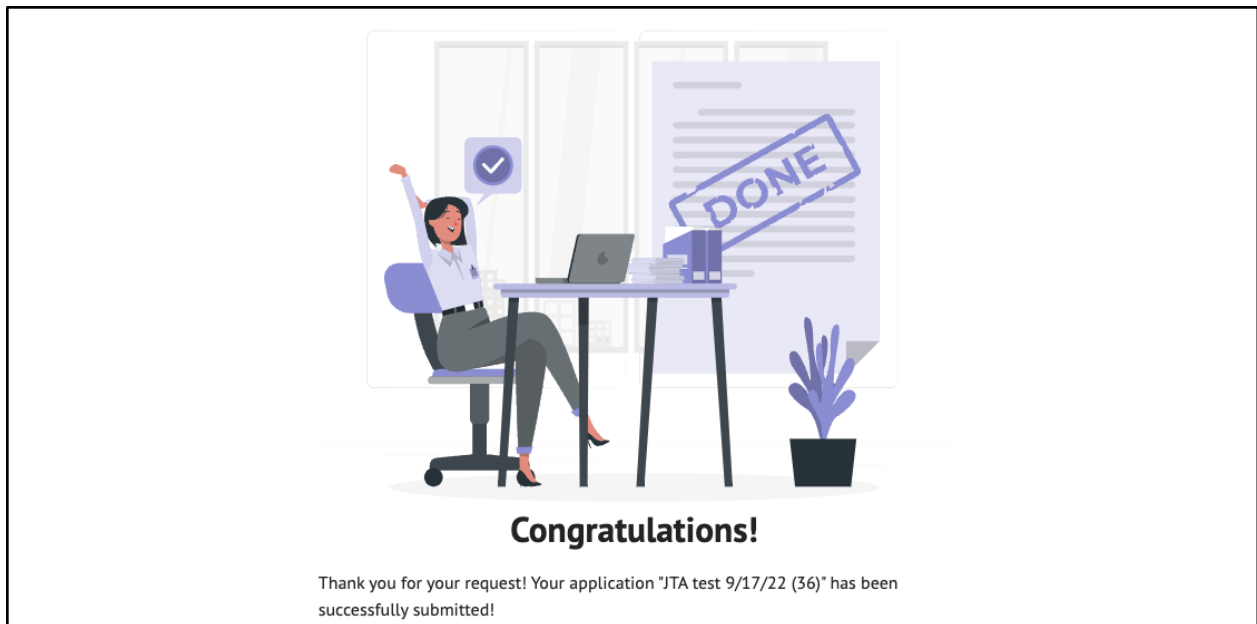 DONE
Congratulations!
Thank you for your request! Your application "JTA test 9/17/22 (36)" has been
successfully submitted!